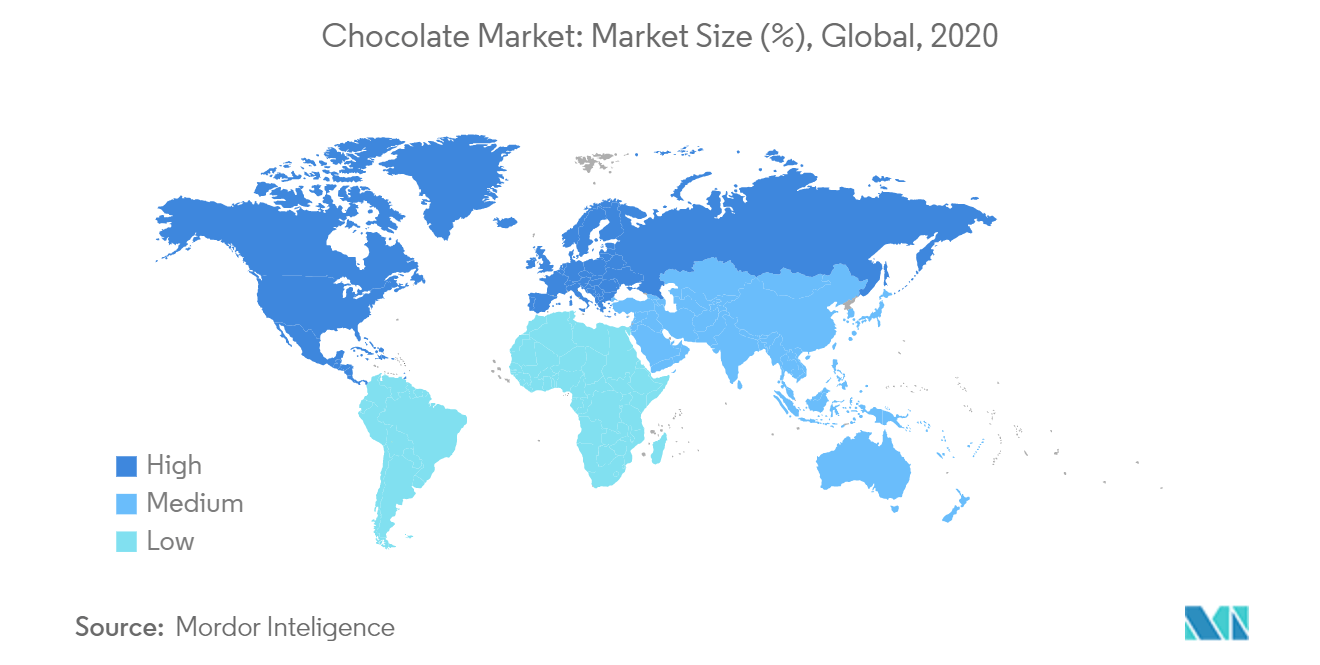 Chocolate Market: Market Size (%), Global, 2020
High
Medium
Low
Source: Mordor Inteligence